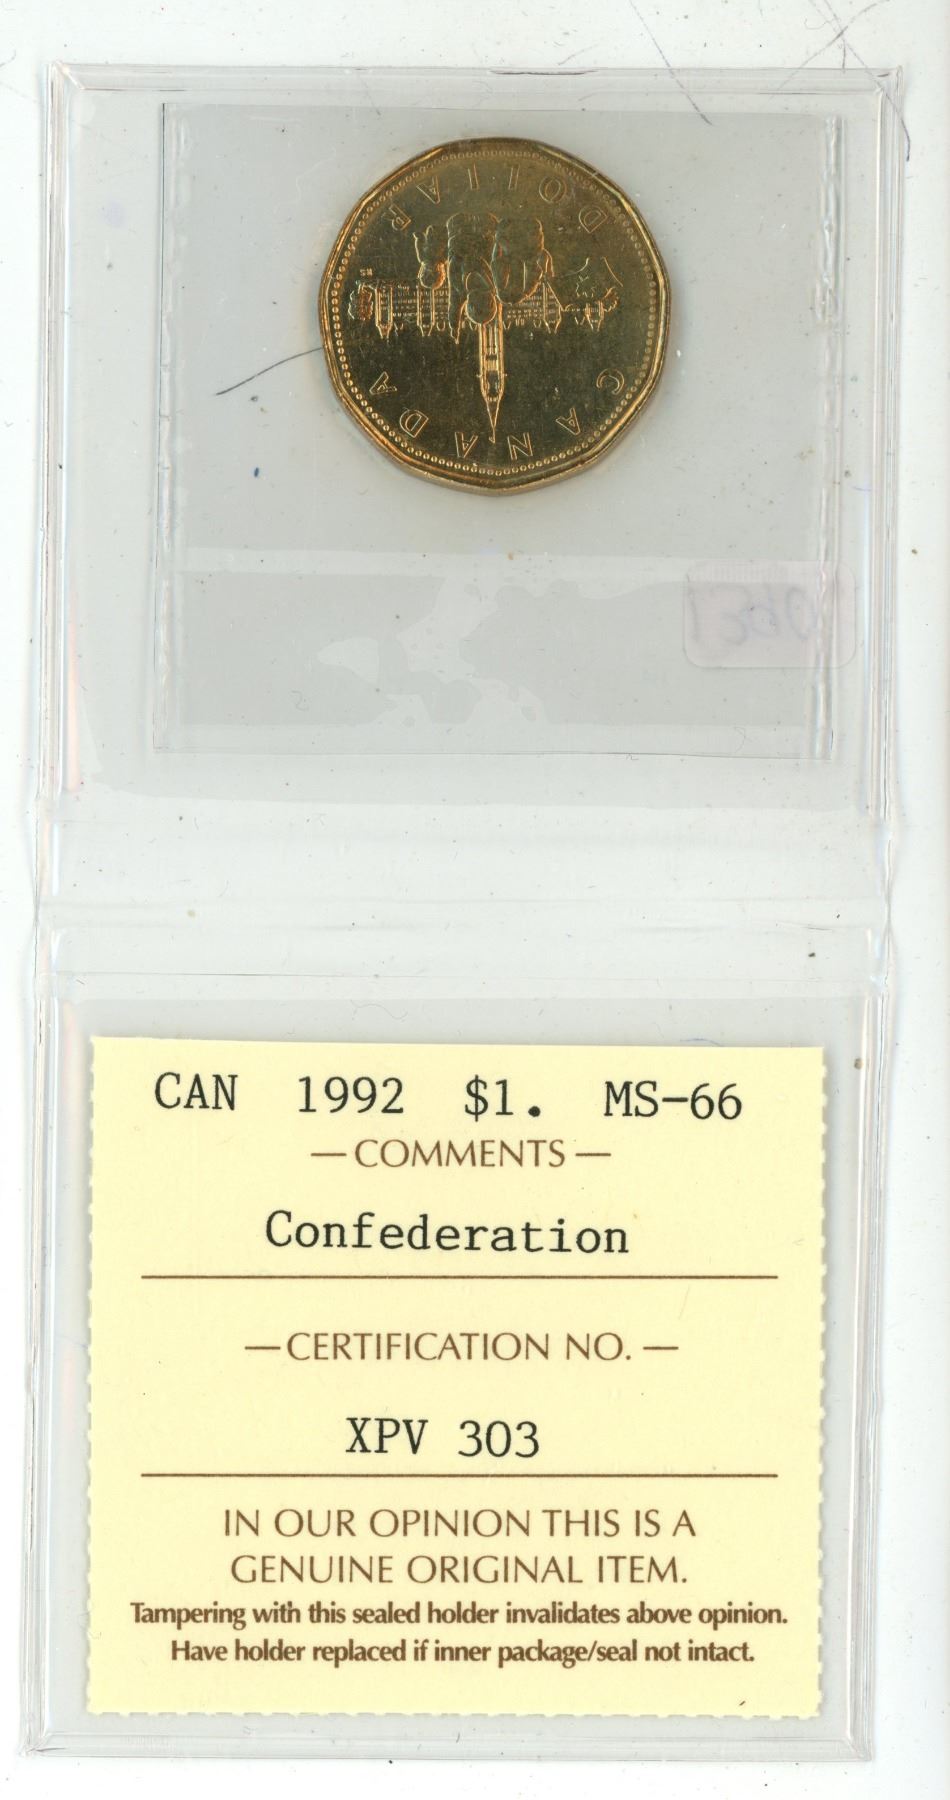 DOLLAR
CANADA
CAN 1992 $1. MS-66
— COMMENTS —
Confederation
— CERTIFICATION NO. —
XPV 303
IN OUR OPINION THIS IS A
GENUINE ORIGINAL ITEM.
Tampering with this sealed holder invalidates above opinion.
Have holder replaced if inner package/seal not intact.